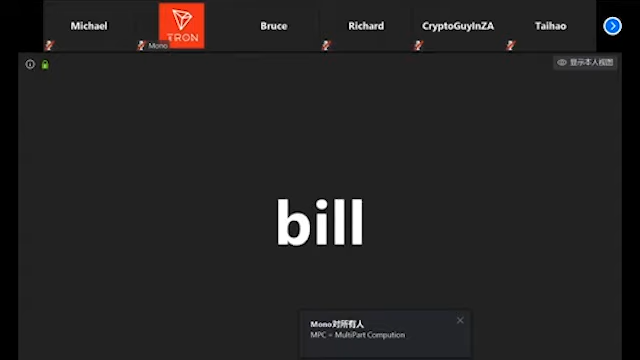 Michael
TRON
Mono
Bruce
Richard
CryptoGuyInZA
Taihao
显示本人视图
bill
Mono对所有人
MPC = MultiPart Compution